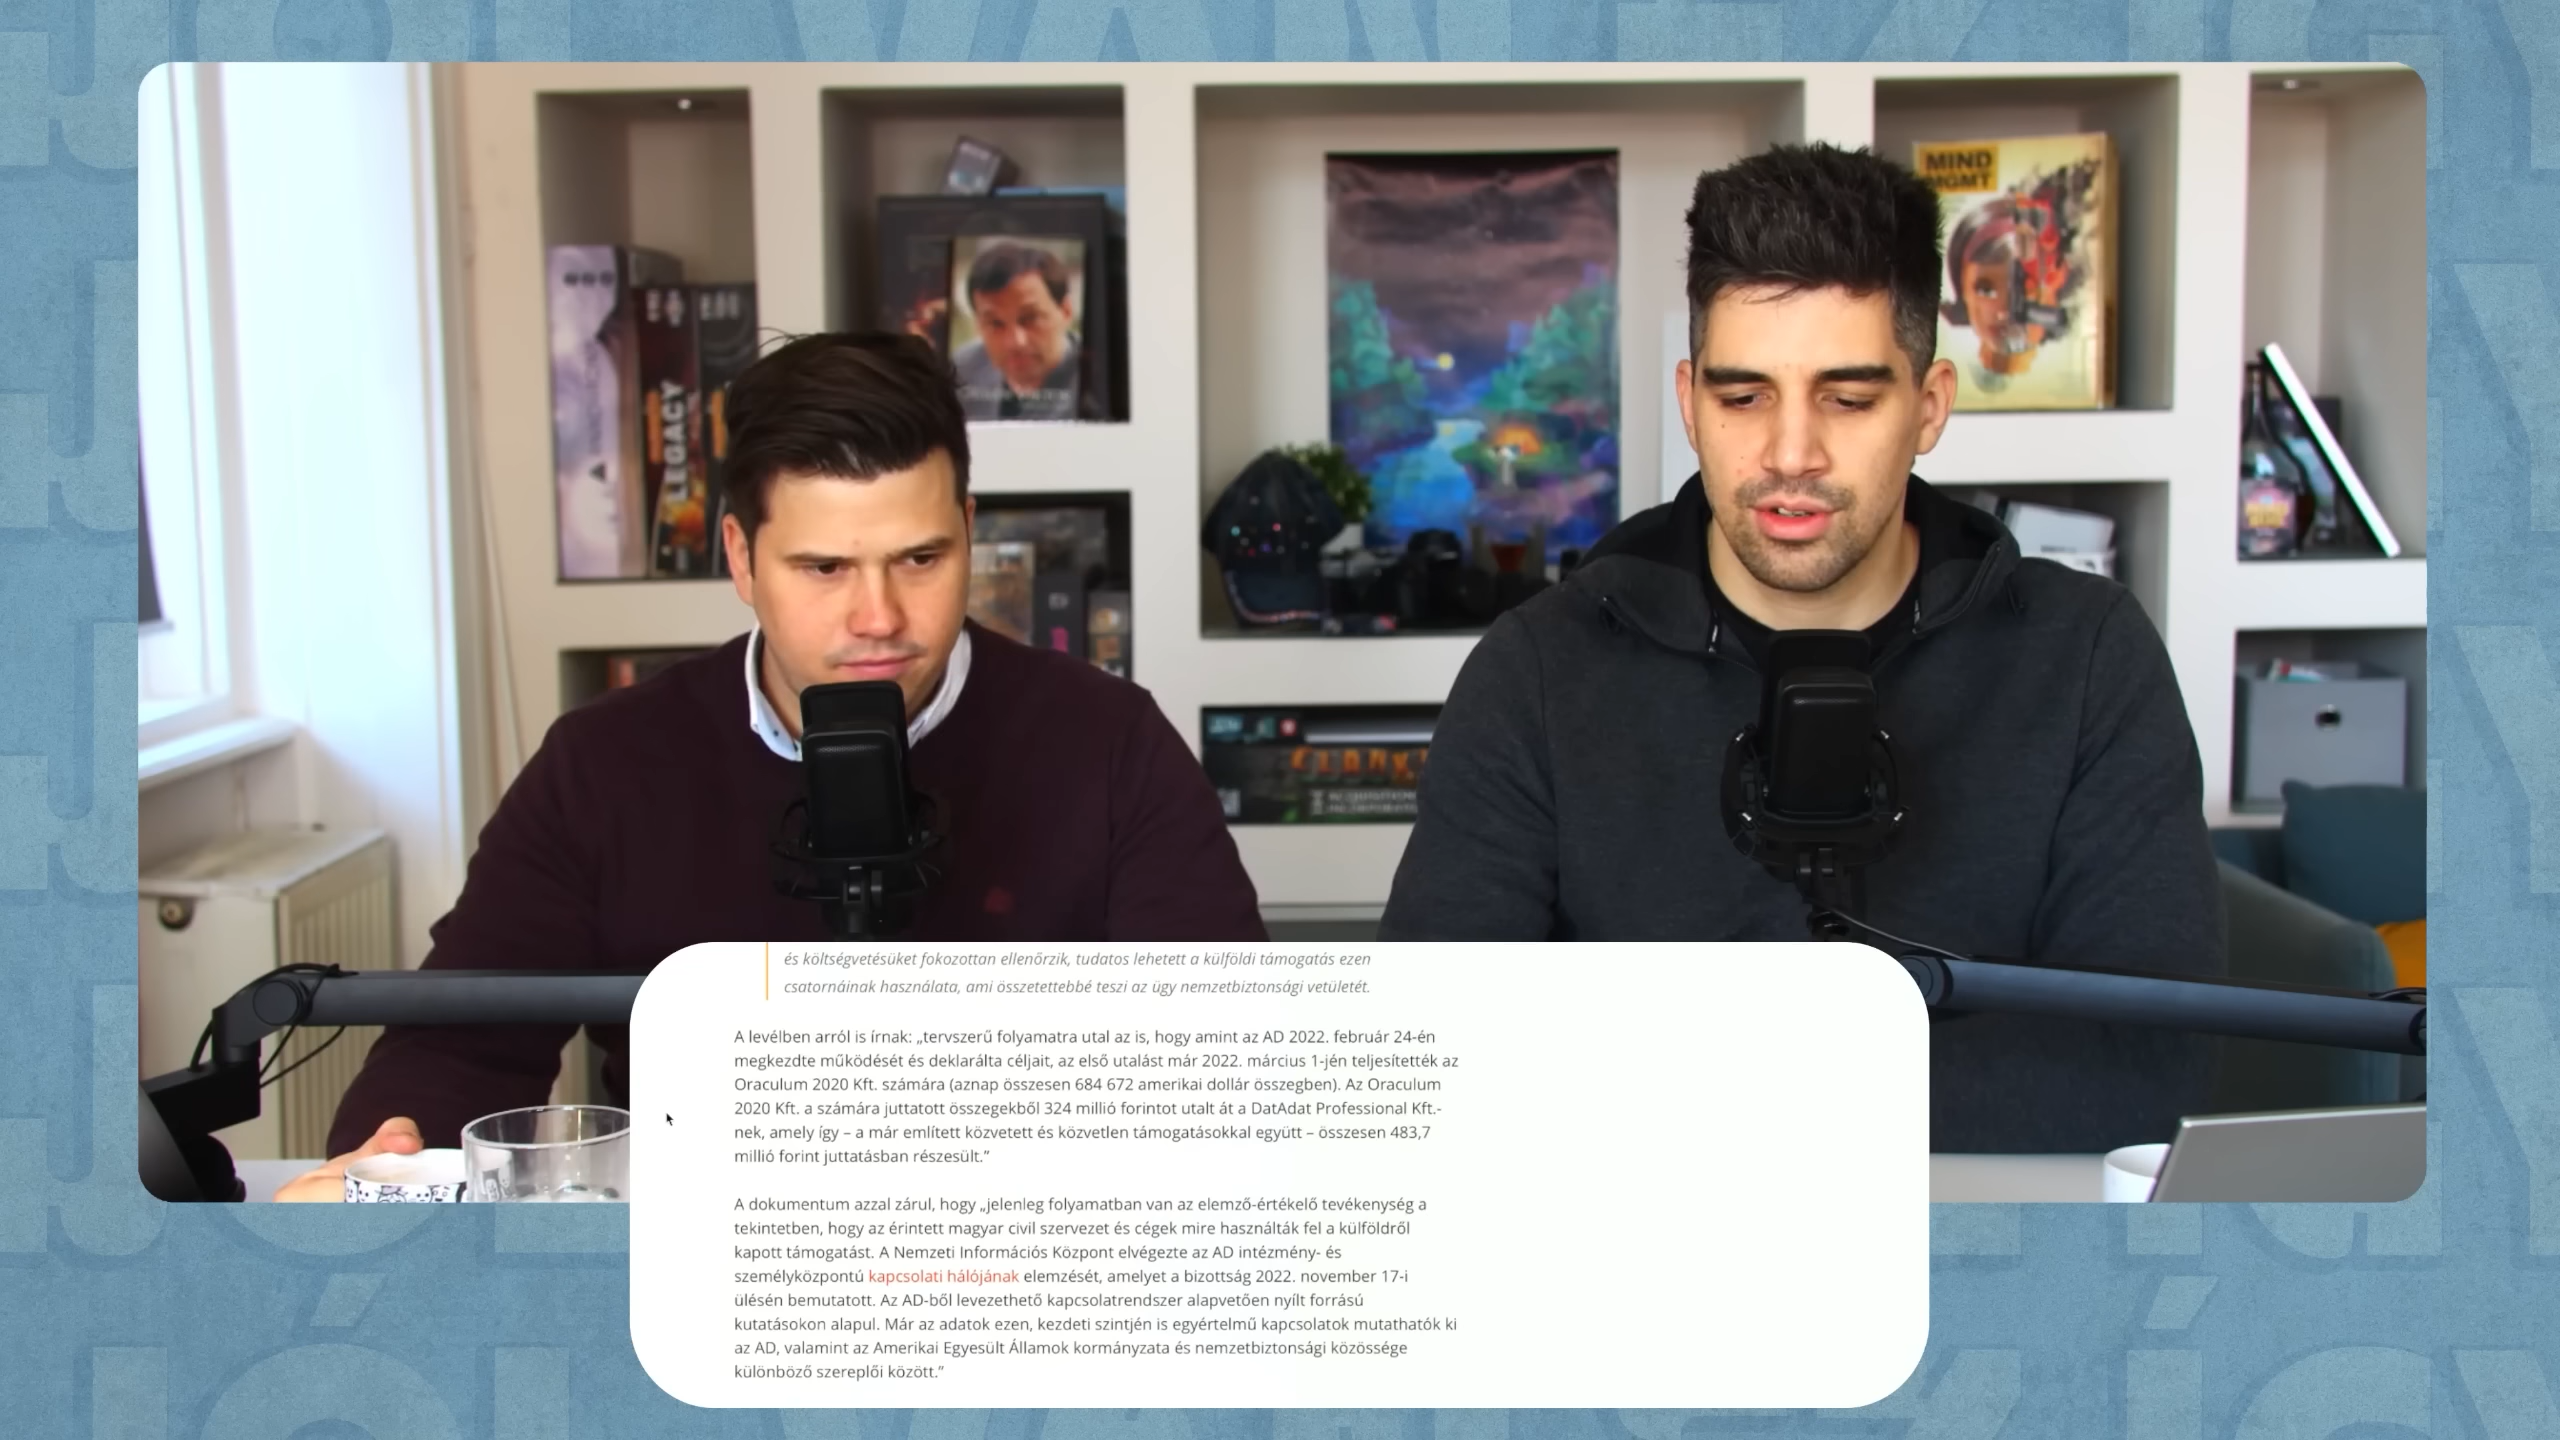 JÓL VAN EZ ÍGY
MIND
MGMT
LEGACY
CLANK!
és költségvetésüket fokozottan ellenőrzik, tudatos lehetett a külföldi támogatás ezen
csatornáinak használata, ami összetettebbé teszi az ügy nemzetbiztonsági vetületét.
A levélben arról is írnak: „tervszerű folyamatra utal az is, hogy amint az AD 2022. február 24-én
megkezdte működését és deklarálta céljait, az első utalást már 2022. március 1-jén teljesítették az
Oraculum 2020 Kft. számára (aznap összesen 684 672 amerikai dollár összegben). Az Oraculum
2020 Kft. a számára juttatott összegekből 324 millió forintot utalt át a DatAdat Professional Kft.-
nek, amely így – a már említett közvetett és közvetlen támogatásokkal együtt – összesen 483,7
millió forint juttatásban részesült.”
A dokumentum azzal zárul, hogy „jelenleg folyamatban van az elemző-értékelő tevékenység a
tekintetben, hogy az érintett magyar civil szervezet és cégek mire használták fel a külföldről
kapott támogatást. A Nemzeti Információs Központ elvégezte az AD intézmény- és
személyközpontú kapcsolati hálójának elemzését, amelyet a bizottság 2022. november 17-i
ülésén bemutatott. Az AD-ből levezethető kapcsolatrendszer alapvetően nyílt forrású
kutatásokon alapul. Már az adatok ezen, kezdeti szintjén is egyértelmű kapcsolatok mutathatók ki
az AD, valamint az Amerikai Egyesült Államok kormányzata és nemzetbiztonsági közössége
különböző szereplői között.”